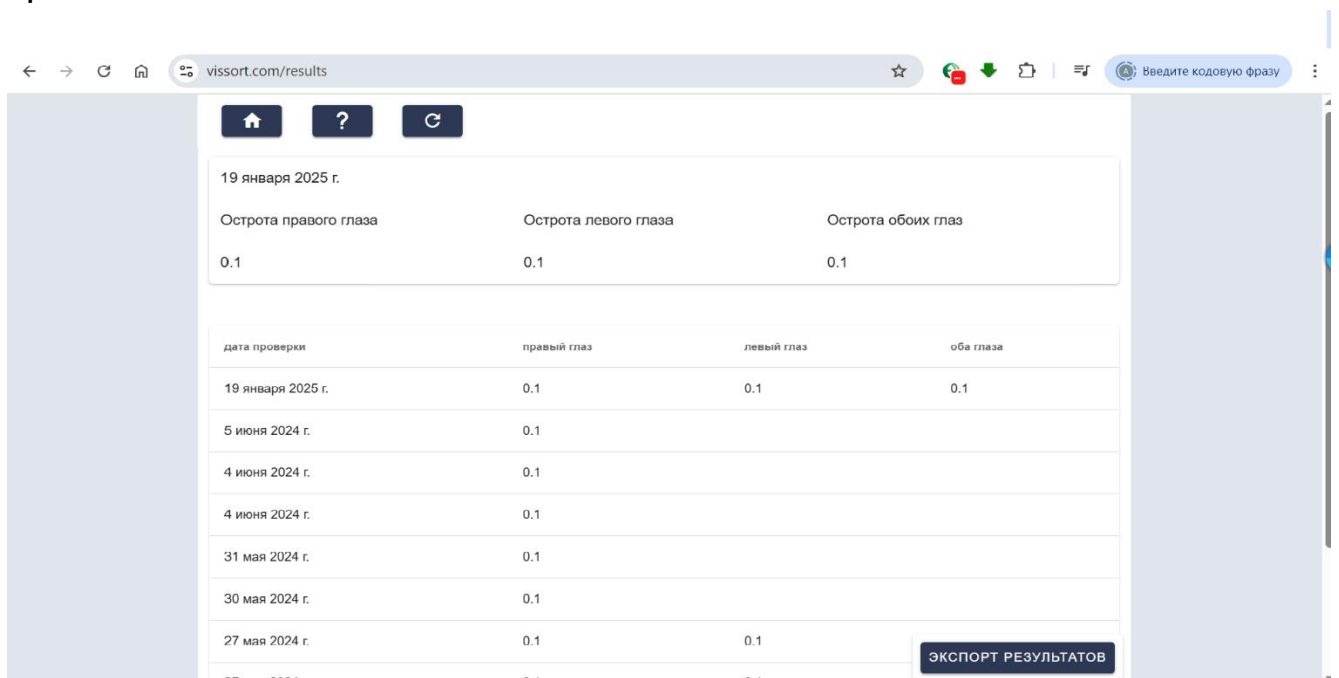 vissort.com/results
Введите кодовую фразу
?
19 января 2025 г.
Острота правого глаза Острота левого глаза Острота обоих глаз
0.1 0.1 0.1
дата проверки правый глаз левый глаз оба глаза
19 января 2025 г. 0.1 0.1 0.1
5 июня 2024 г. 0.1
4 июня 2024 г. 0.1
4 июня 2024 г. 0.1
31 мая 2024 г. 0.1
30 мая 2024 г. 0.1
27 мая 2024 г. 0.1 0.1
ЭКСПОРТ РЕЗУЛЬТАТОВ